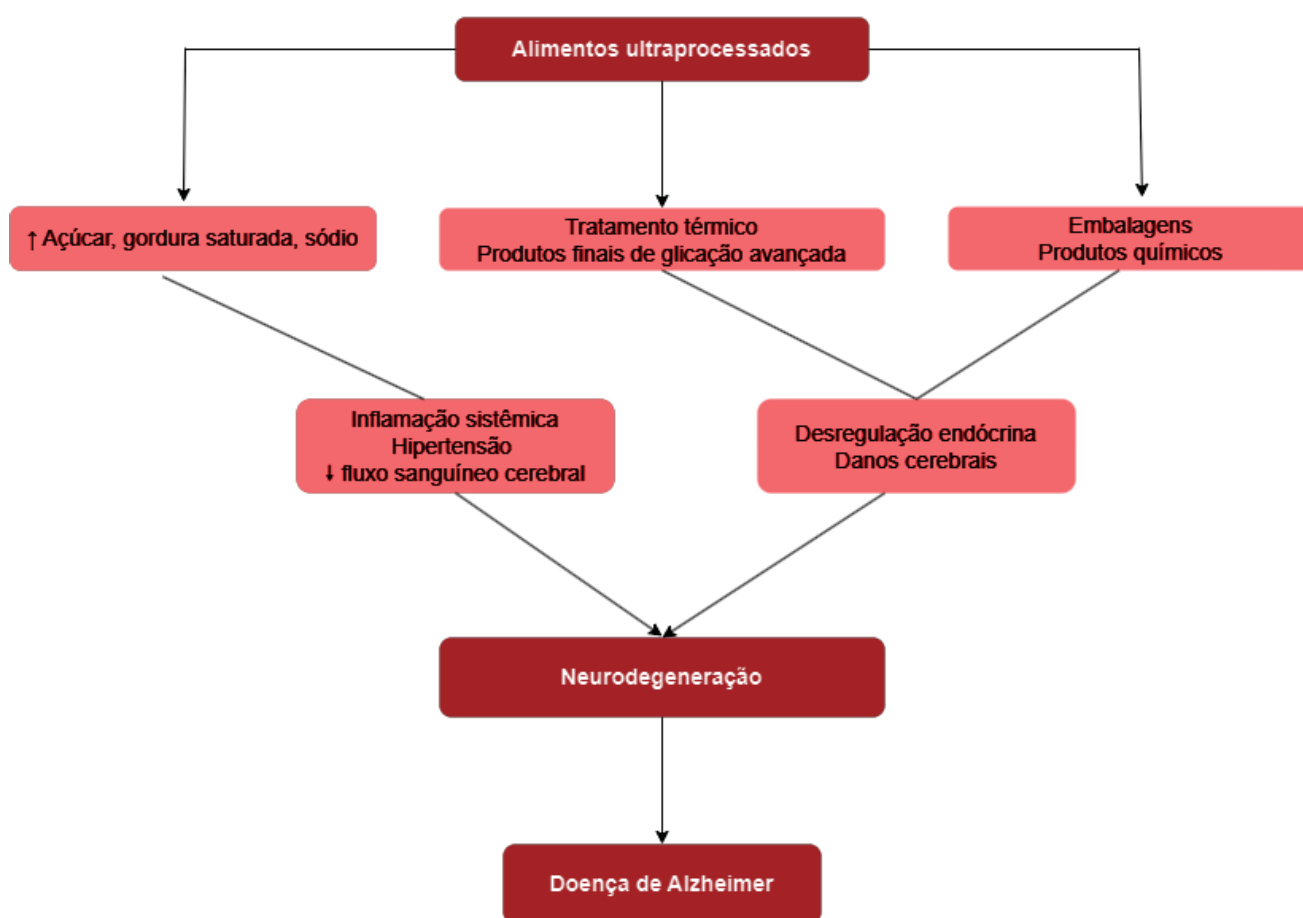 Alimentos ultraprocessados
↑ Açúcar, gordura saturada, sódio
Tratamento térmico
Produtos finais de glicação avançada
Embalagens
Produtos químicos
Inflamação sistêmica
Hipertensão
↓ fluxo sanguíneo cerebral
Desregulação endócrina
Danos cerebrais
Neurodegeneração
Doença de Alzheimer